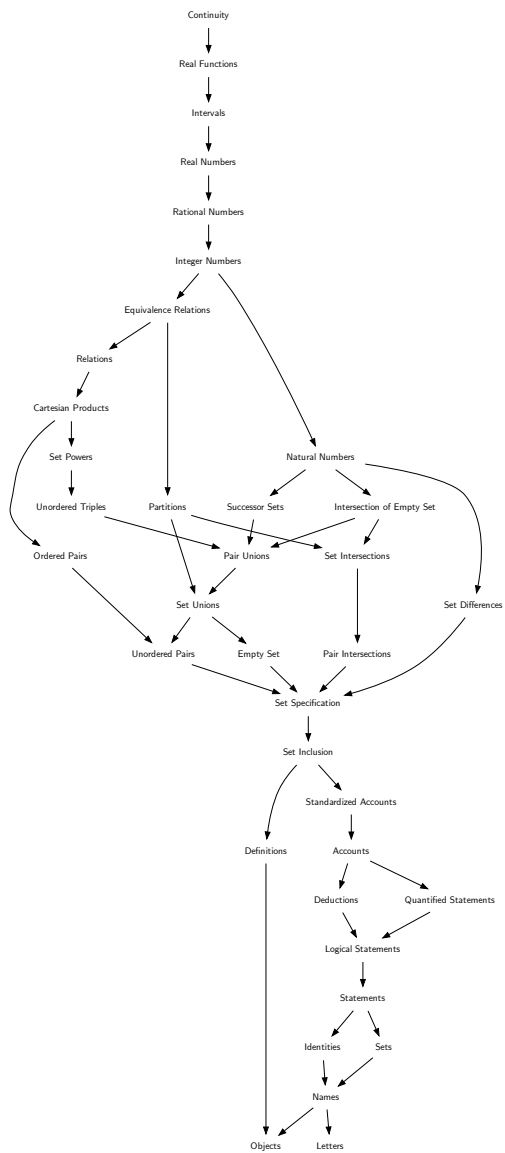 Continuity
Real Functions
Intervals
Real Numbers
Rational Numbers
Integer Numbers
Equivalence Relations
Relations
Cartesian Products
Set Powers
Natural Numbers
Unordered Triples
Partitions
Successor Sets
Intersection of Empty Set
Ordered Pairs
Pair Unions
Set Intersections
Set Unions
Set Differences
Unordered Pairs
Empty Set
Pair Intersections
Set Specification
Set Inclusion
Standardized Accounts
Definitions
Accounts
Deductions
Quantified Statements
Logical Statements
Statements
Identities
Sets
Names
Objects
Letters